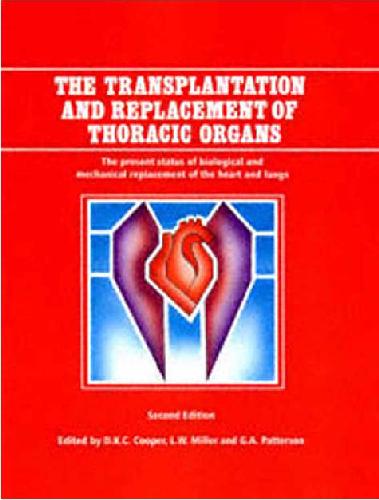 THE TRANSPLANTATION
AND REPLACEMENT OF
THORACIC ORGANS
The present status of biological and
mechanical replacement of the heart and lungs
Second Edition
Edited by D.K.C. Cooper, L.W. Miller and G.A. Patterson